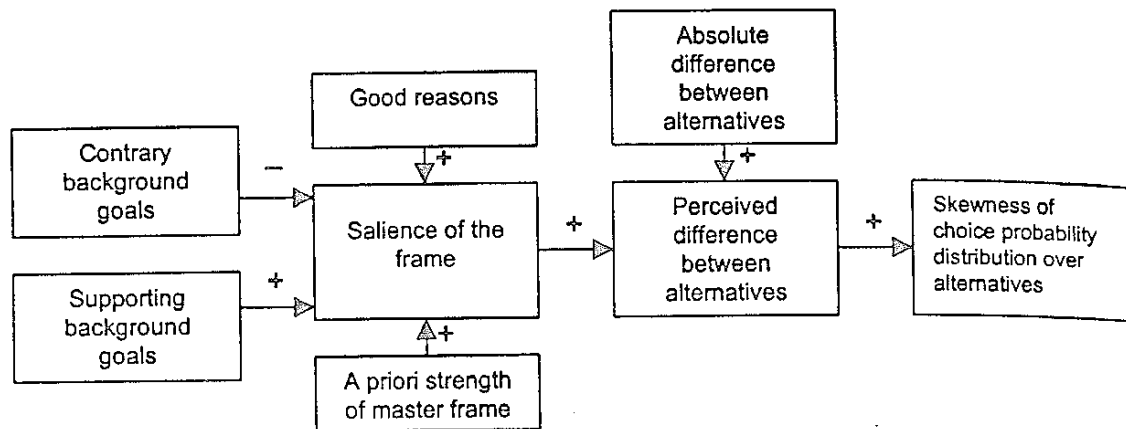 Absolute
difference
between
alternatives
Good reasons
+
+
Contrary
background
goals
−
Salience of the
frame
+
Perceived
difference
between
alternatives
+
Skewness of
choice probability
distribution over
alternatives
Supporting
background
goals
+
+
A priori strength
of master frame